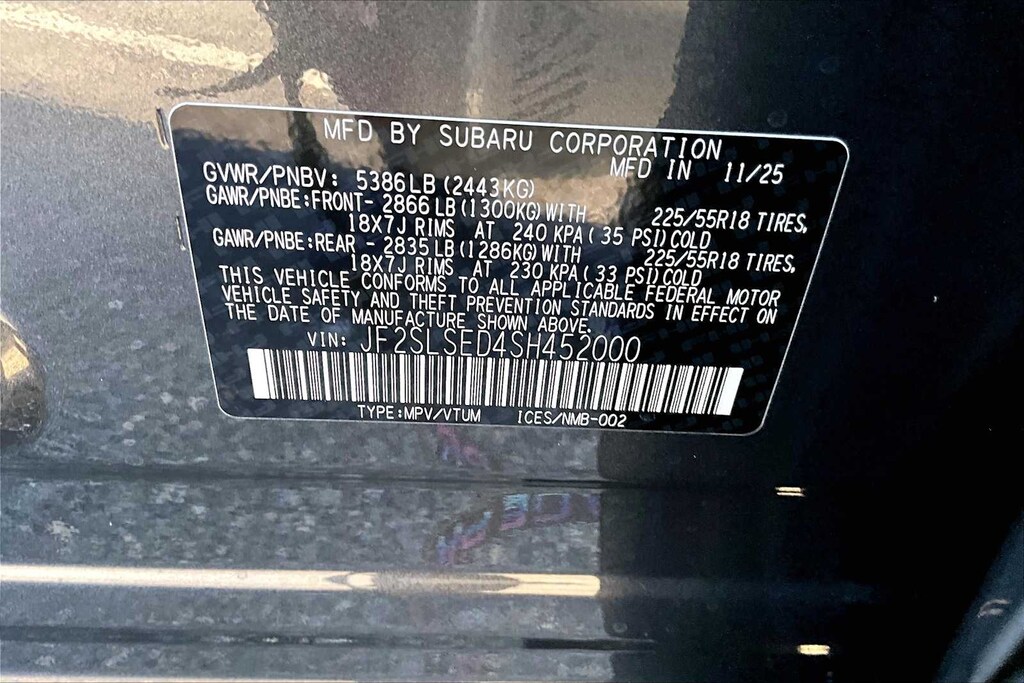 MFD BY SUBARU CORPORATION
MFD IN 11/25
GVWR/PNBV: 5386LB(2443KG)
GAWR/PNBE:FRONT- 2866LB(1300KG)WITH 225/55R18 TIRES,
18X7J RIMS AT 240 KPA( 35 PSI)COLD
GAWR/PNBE:REAR - 2835LB(1286KG)WITH 225/55R18 TIRES,
18X7J RIMS AT 230 KPA(33 PSI)COLD
THIS VEHICLE CONFORMS TO ALL APPLICABLE FEDERAL MOTOR
VEHICLE SAFETY AND THEFT PREVENTION STANDARDS IN EFFECT ON
THE DATE OF MANUFACTURE SHOWN ABOVE.
VIN: JF2SLSED4SH452000
TYPE:MPV/VTUM ICES/NMB-002